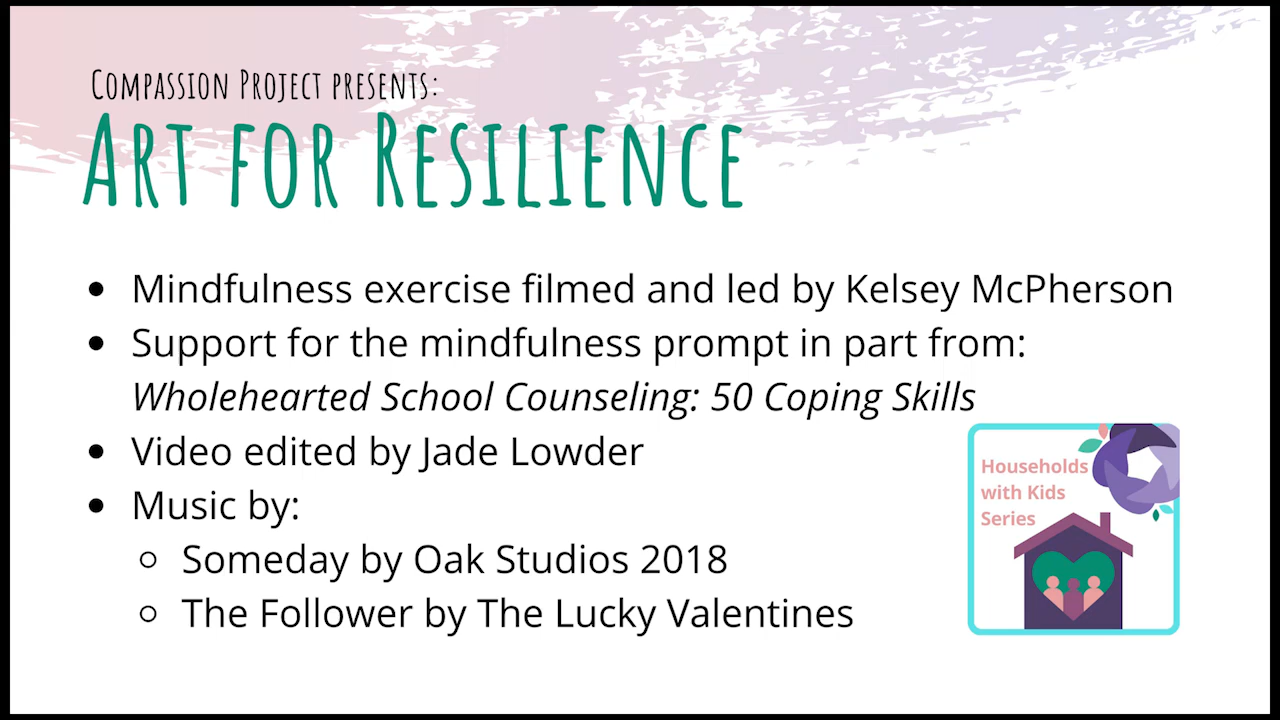 Compassion Project presents:
Art for Resilience
• Mindfulness exercise filmed and led by Kelsey McPherson
• Support for the mindfulness prompt in part from:
Wholehearted School Counseling: 50 Coping Skills
• Video edited by Jade Lowder
• Music by:
○ Someday by Oak Studios 2018
○ The Follower by The Lucky Valentines
Households
with Kids
Series